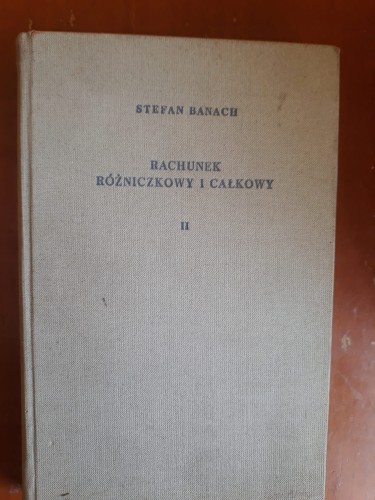 STEFAN BANACH
RACHUNEK
RÓŻNICZKOWY I CAŁKOWY
II